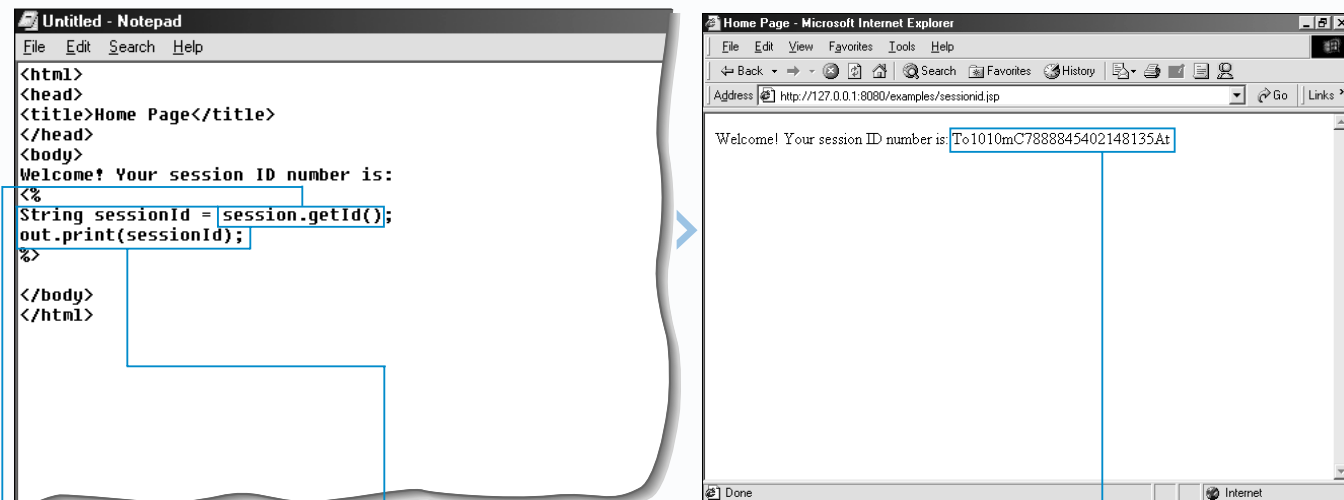 Untitled - Notepad
File Edit Search Help
<html>
<head>
<title>Home Page</title>
</head>
<body>
Welcome! Your session ID number is:
<%
String sessionId = session.getId();
out.print(sessionId);
%>
</body>
</html>
Home Page - Microsoft Internet Explorer
File Edit View Favorites Tools Help
Back Search Favorites History
Address http://127.0.0.1:8080/examples/sessionid.jsp Go Links
Welcome! Your session ID number is: To1010mC7888845402148135At
Done Internet